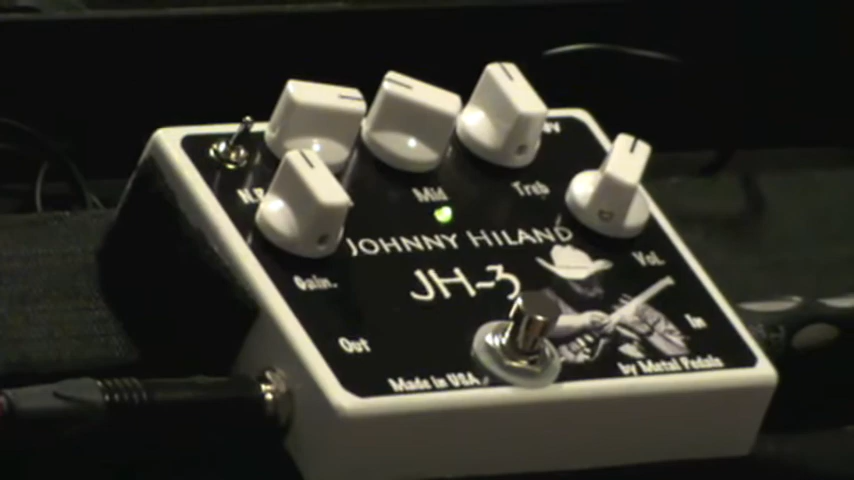 Mid
Treb
JOHNNY HILAND
JH-3
Gain.
Vol.
Out
In
Made in USA
by Metal Pedals